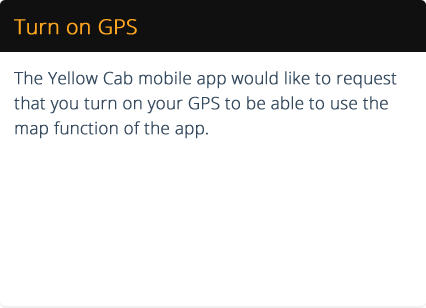 Turn on GPS
The Yellow Cab mobile app would like to request
that you turn on your GPS to be able to use the
map function of the app.